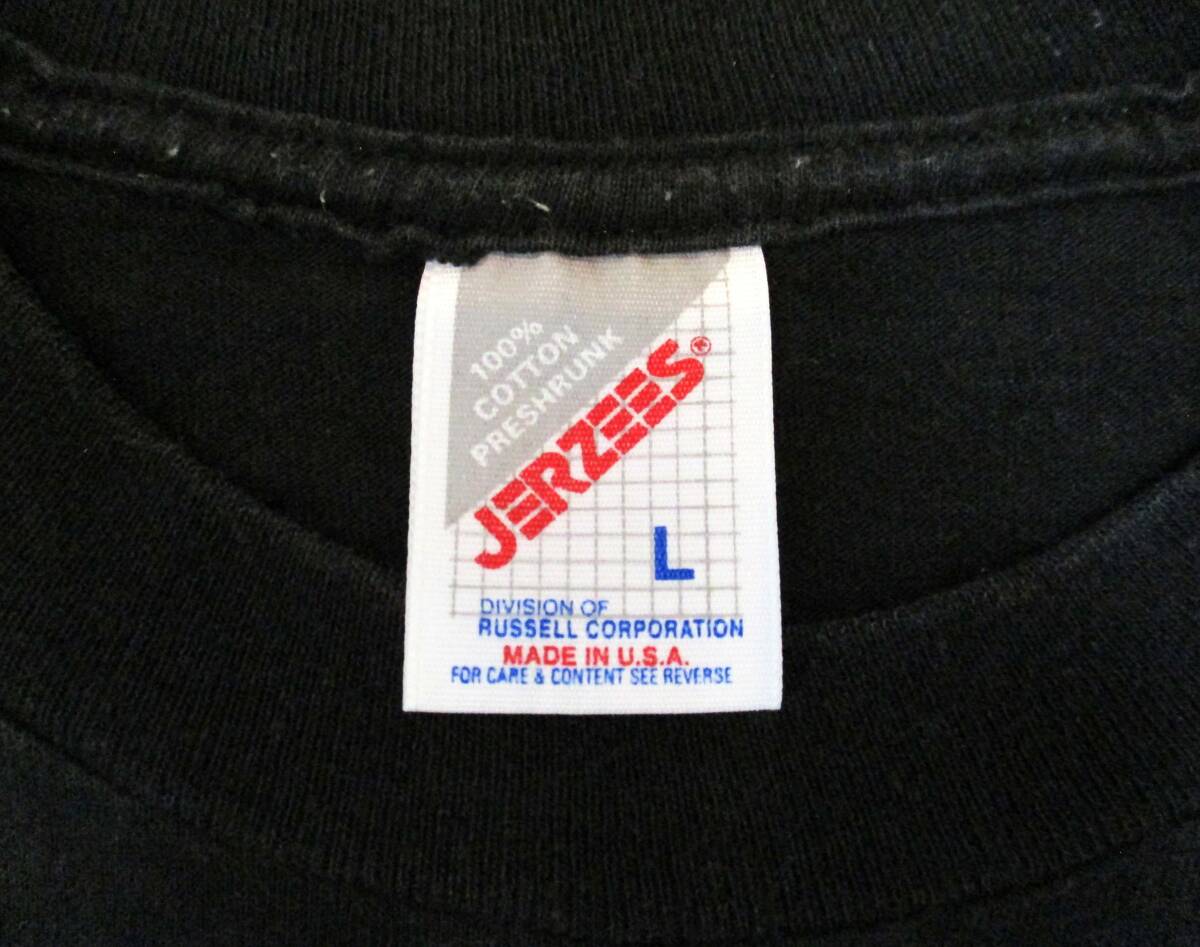 100%
COTTON
PRESHRUNK
JERZEES®
L
DIVISION OF
RUSSELL CORPORATION
MADE IN U.S.A.
FOR CARE & CONTENT SEE REVERSE